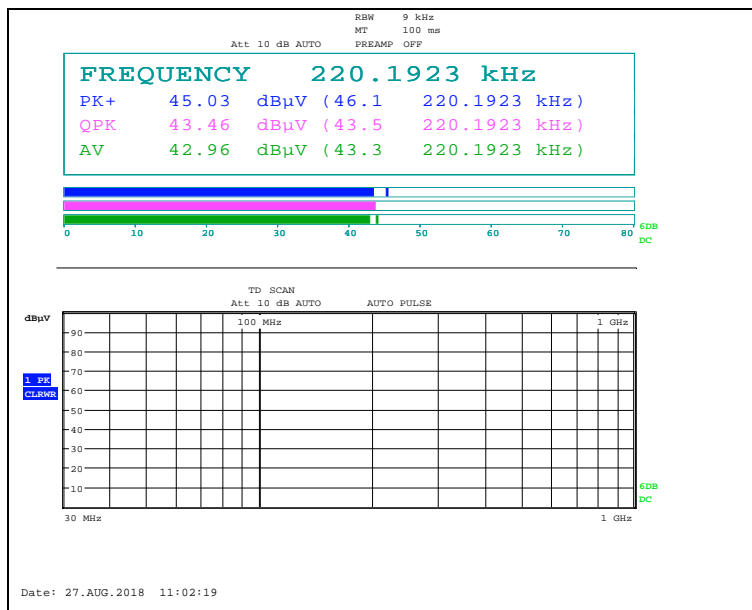 RBW 9 kHz
MT 100 ms
Att 10 dB AUTO PREAMP OFF
FREQUENCY 220.1923 kHz
PK+ 45.03 dBµV (46.1 220.1923 kHz)
QPK 43.46 dBµV (43.5 220.1923 kHz)
AV 42.96 dBµV (43.3 220.1923 kHz)
0 10 20 30 40 50 60 70 80
6DB
DC
TD SCAN
Att 10 dB AUTO AUTO PULSE
dBµV
100 MHz 1 GHz
90
80
70
1 PK
CLRWR
60
50
40
30
20
10
6DB
DC
30 MHz 1 GHz
Date: 27.AUG.2018 11:02:19